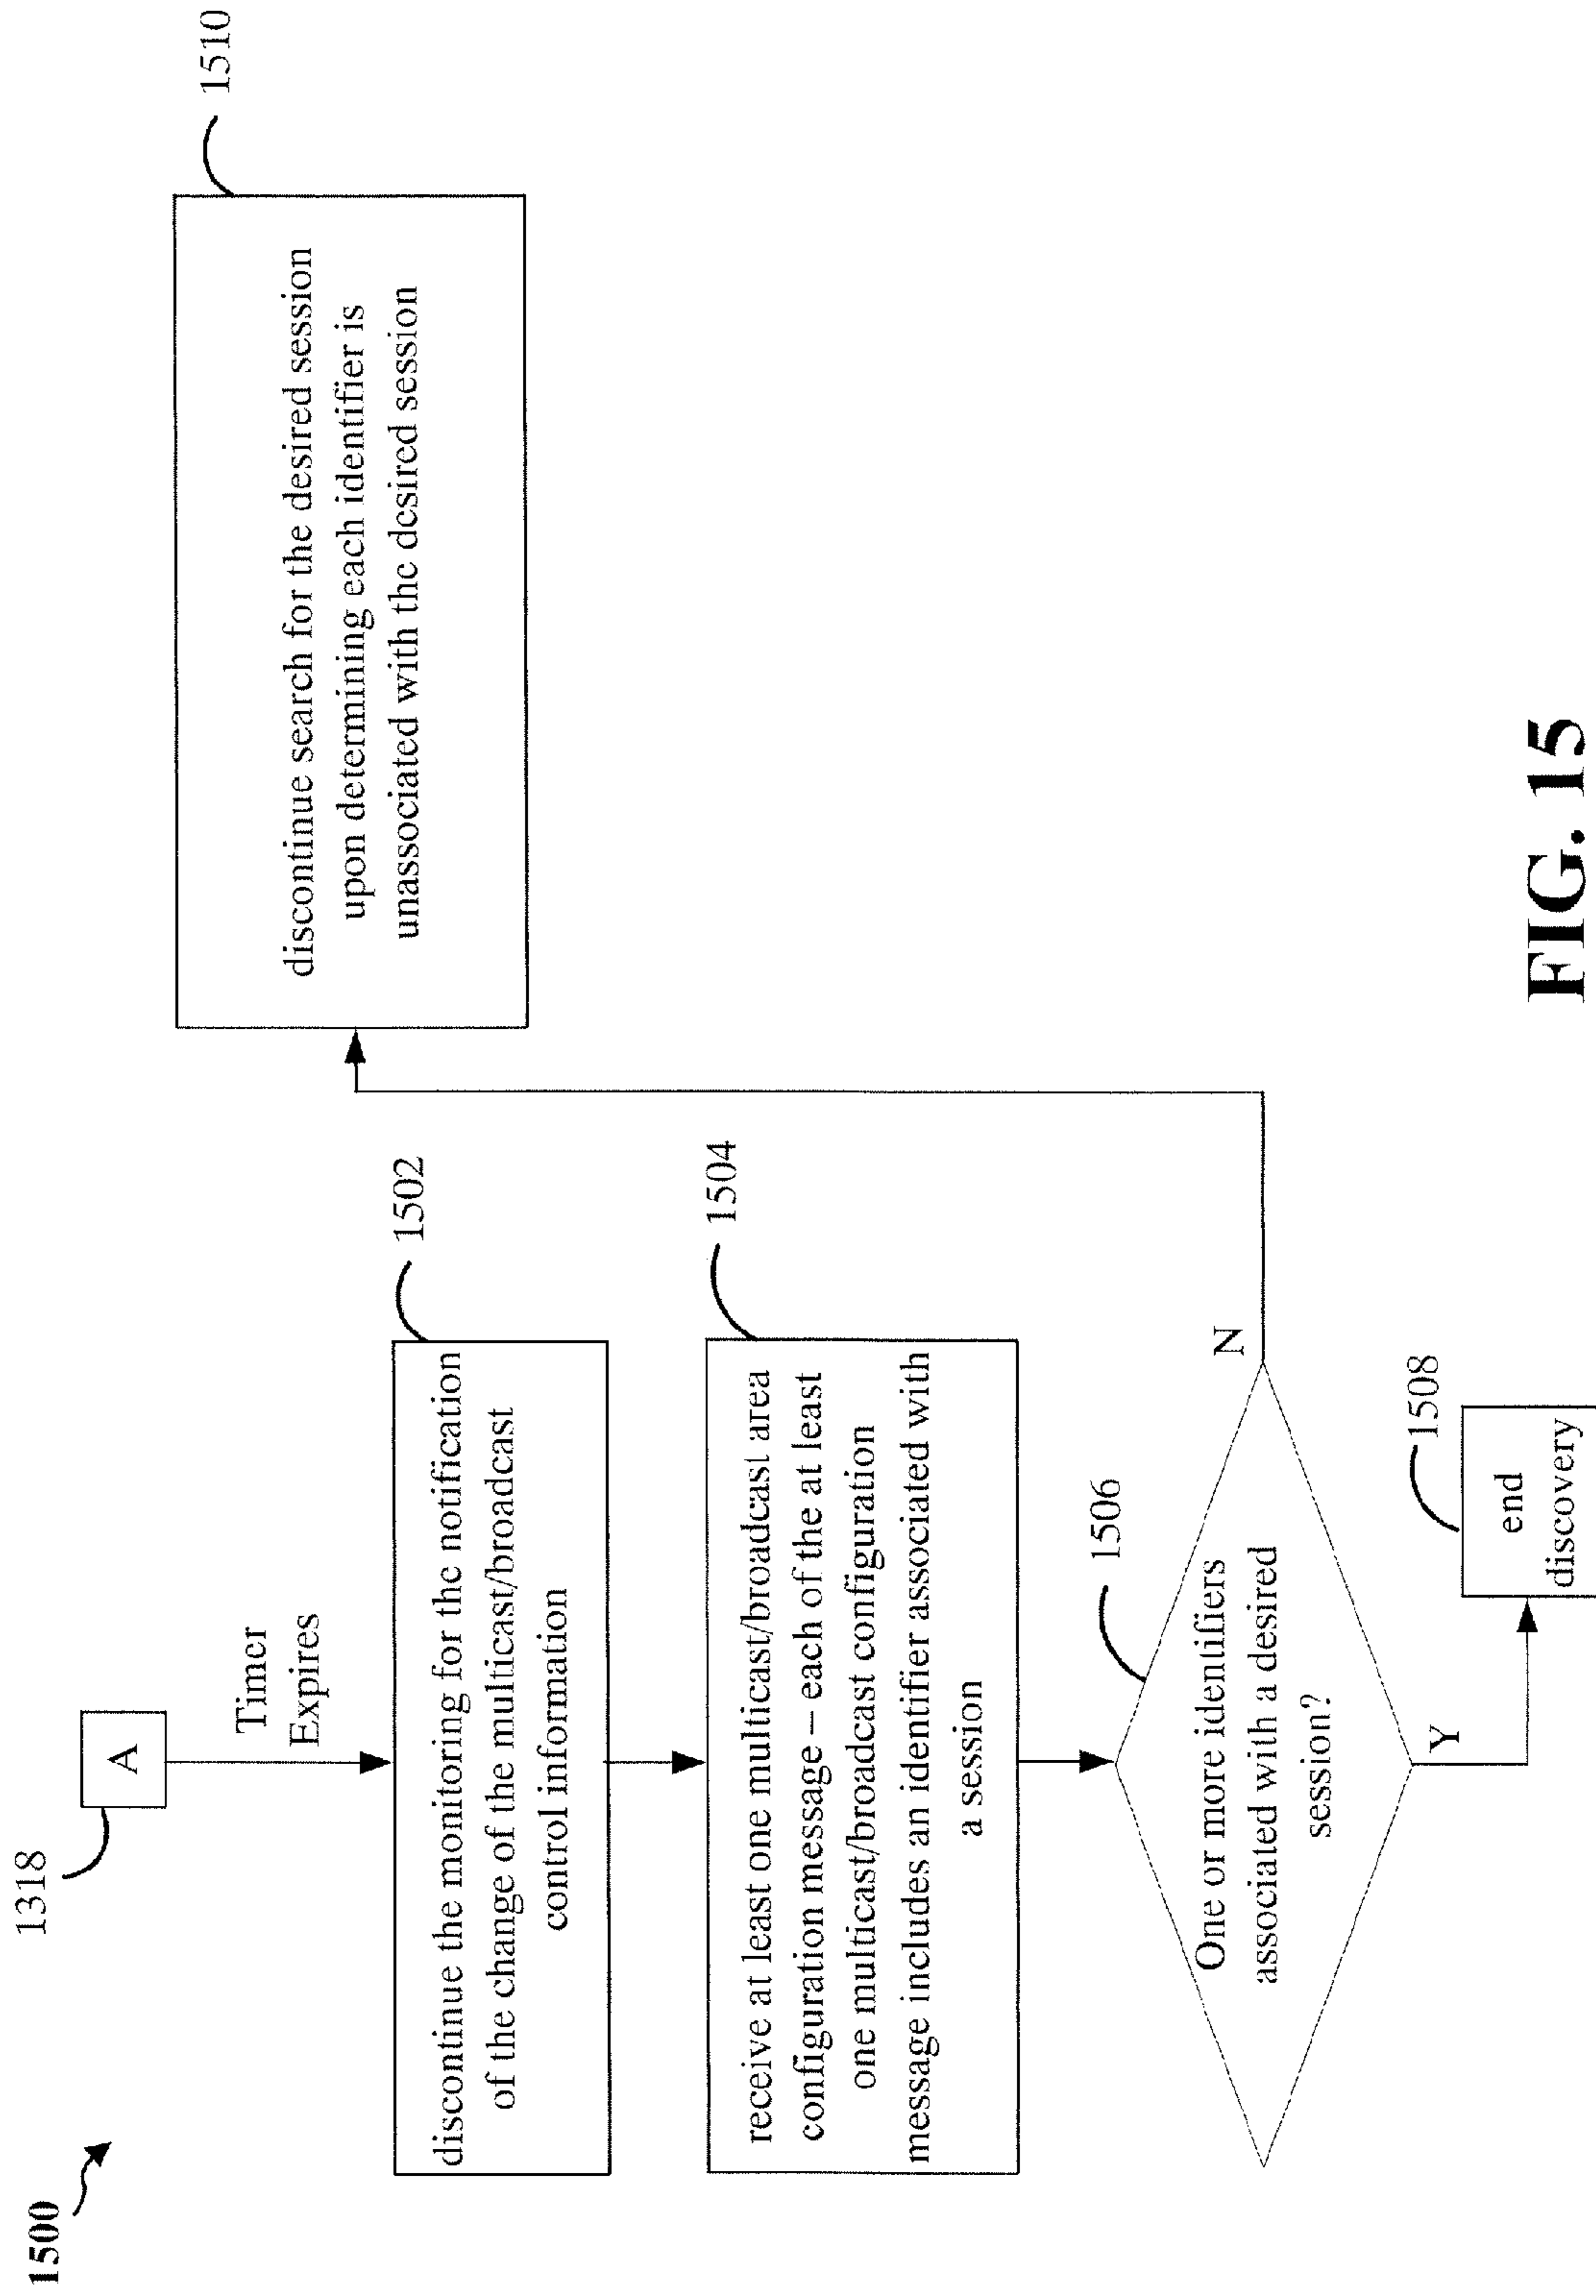 1500
1318
A
Timer
Expires
1502
discontinue the monitoring for the notification
of the change of the multicast/broadcast
control information
1504
receive at least one multicast/broadcast area
configuration message – each of the at least
one multicast/broadcast configuration
message includes an identifier associated with
a session
1506
One or more identifiers
associated with a desired
session?
N
Y
1508
end
discovery
1510
discontinue search for the desired session
upon determining each identifier is
unassociated with the desired session
FIG. 15